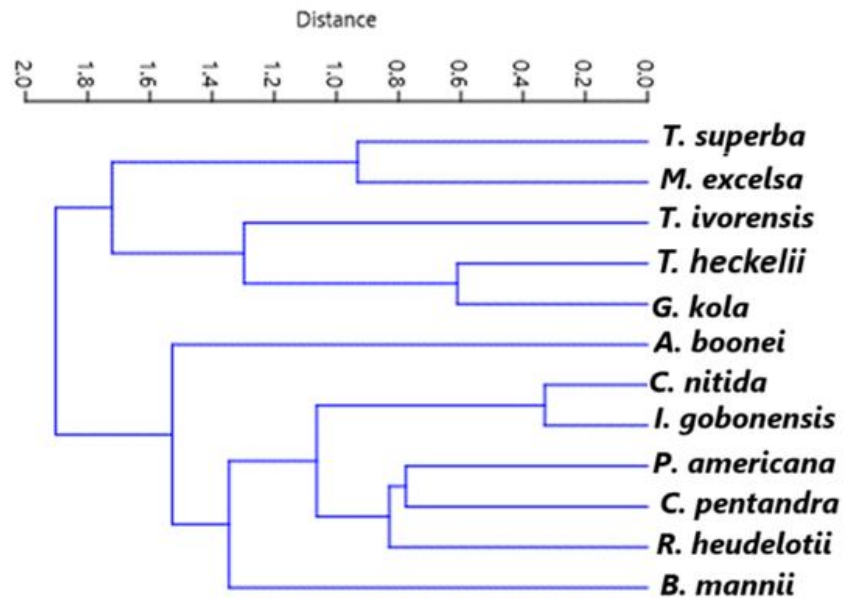 Distance
2.0 1.8 1.6 1.4 1.2 1.0 0.8 0.6 0.4 0.2 0.0
T. superba
M. excelsa
T. ivorensis
T. heckelii
G. kola
A. boonei
C. nitida
I. gobonensis
P. americana
C. pentandra
R. heudelotii
B. mannii